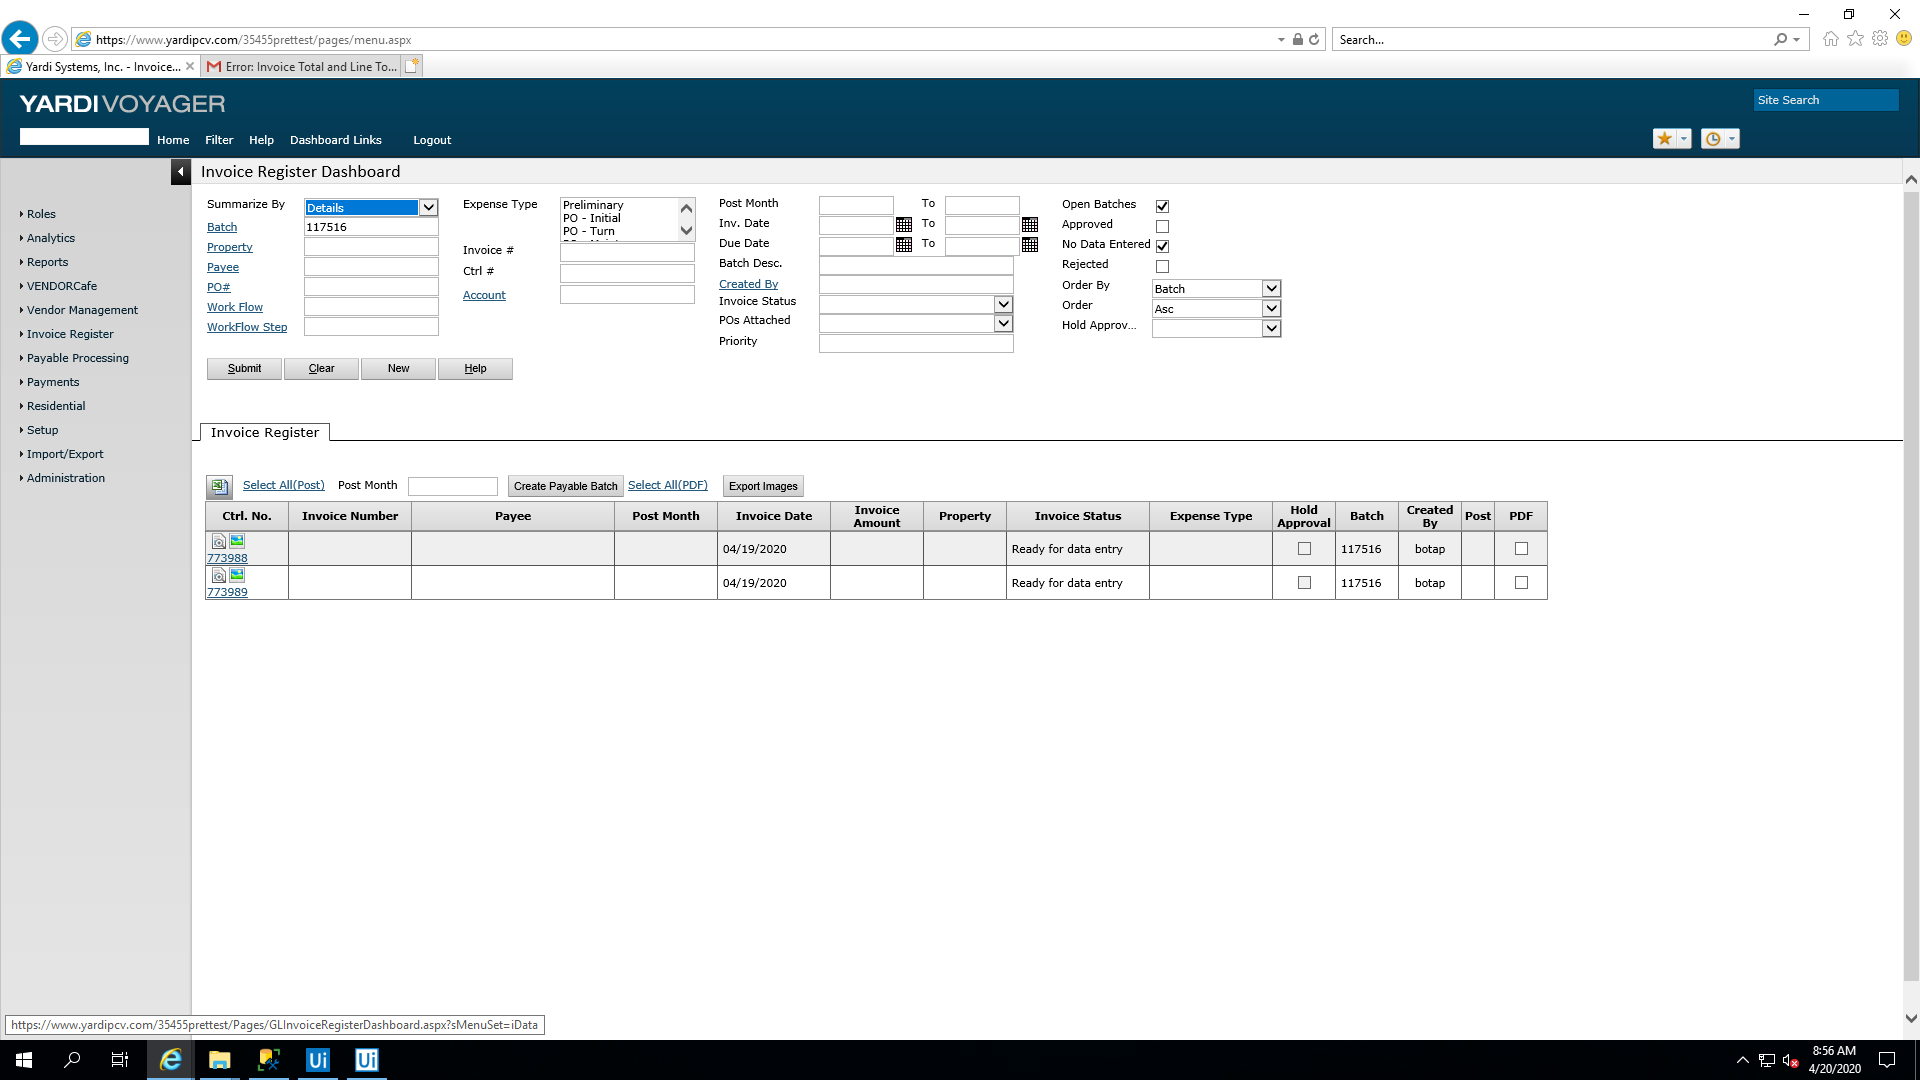 https://www.yardipcv.com/35455prettest/pages/menu.aspx
Search...
Yardi Systems, Inc. - Invoice...
Error: Invoice Total and Line To...
YARDI VOYAGER
Site Search
Home Filter Help Dashboard Links Logout
Invoice Register Dashboard
Roles
Analytics
Reports
VENDORCafe
Vendor Management
Invoice Register
Payable Processing
Payments
Residential
Setup
Import/Export
Administration
Summarize By Details
Batch 117516
Property
Payee
PO#
Work Flow
WorkFlow Step
Expense Type
Preliminary
PO - Initial
PO - Turn
Invoice #
Ctrl #
Account
Post Month To
Inv. Date To
Due Date To
Batch Desc.
Created By
Invoice Status
POs Attached
Priority
Open Batches
Approved
No Data Entered
Rejected
Order By Batch
Order Asc
Hold Approv...
Submit Clear New Help
Invoice Register
Select All(Post) Post Month Create Payable Batch Select All(PDF) Export Images
Ctrl. No. Invoice Number Payee Post Month Invoice Date Invoice Amount Property Invoice Status Expense Type Hold Approval Batch Created By Post PDF
773988 04/19/2020 Ready for data entry 117516 botap
773989 04/19/2020 Ready for data entry 117516 botap
https://www.yardipcv.com/35455prettest/Pages/GLInvoiceRegisterDashboard.aspx?sMenuSet=iData
Ui
Ui
8:56 AM
4/20/2020